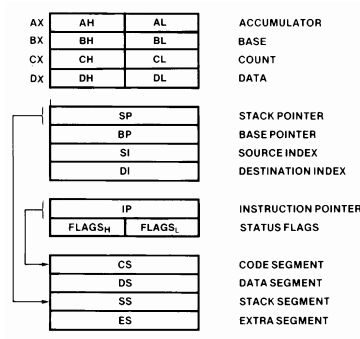 AX AH AL ACCUMULATOR
BX BH BL BASE
CX CH CL COUNT
DX DH DL DATA
SP STACK POINTER
BP BASE POINTER
SI SOURCE INDEX
DI DESTINATION INDEX
IP INSTRUCTION POINTER
FLAGSH FLAGSL STATUS FLAGS
CS CODE SEGMENT
DS DATA SEGMENT
SS STACK SEGMENT
ES EXTRA SEGMENT